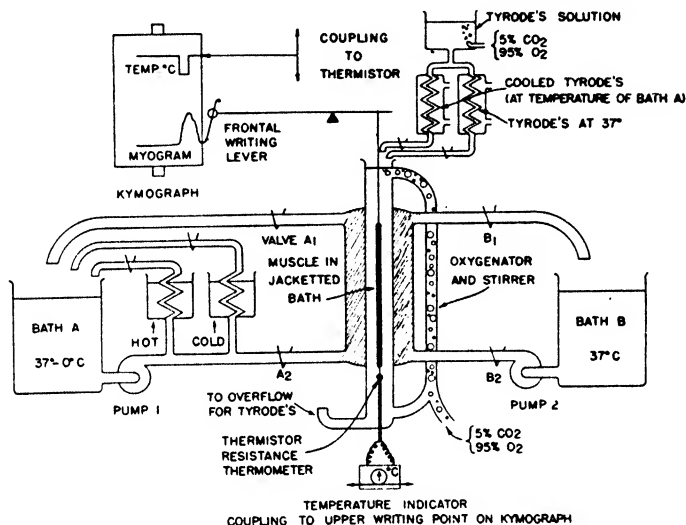 TYRODE'S SOLUTION
5% CO2
95% O2
COUPLING
TO
THERMISTOR
TEMP. °C
COOLED TYRODE'S
(AT TEMPERATURE OF BATH A)
TYRODE'S AT 37°
FRONTAL
WRITING
LEVER
MYOGRAM
KYMOGRAPH
VALVE A1
B1
MUSCLE IN
JACKETTED
BATH
OXYGENATOR
AND STIRRER
BATH A
37°-0°C
HOT
COLD
BATH B
37°C
A2
B2
PUMP 1
PUMP 2
TO OVERFLOW
FOR TYRODE'S
THERMISTOR
RESISTANCE
THERMOMETER
5% CO2
95% O2
°C
TEMPERATURE INDICATOR
COUPLING TO UPPER WRITING POINT ON KYMOGRAPH